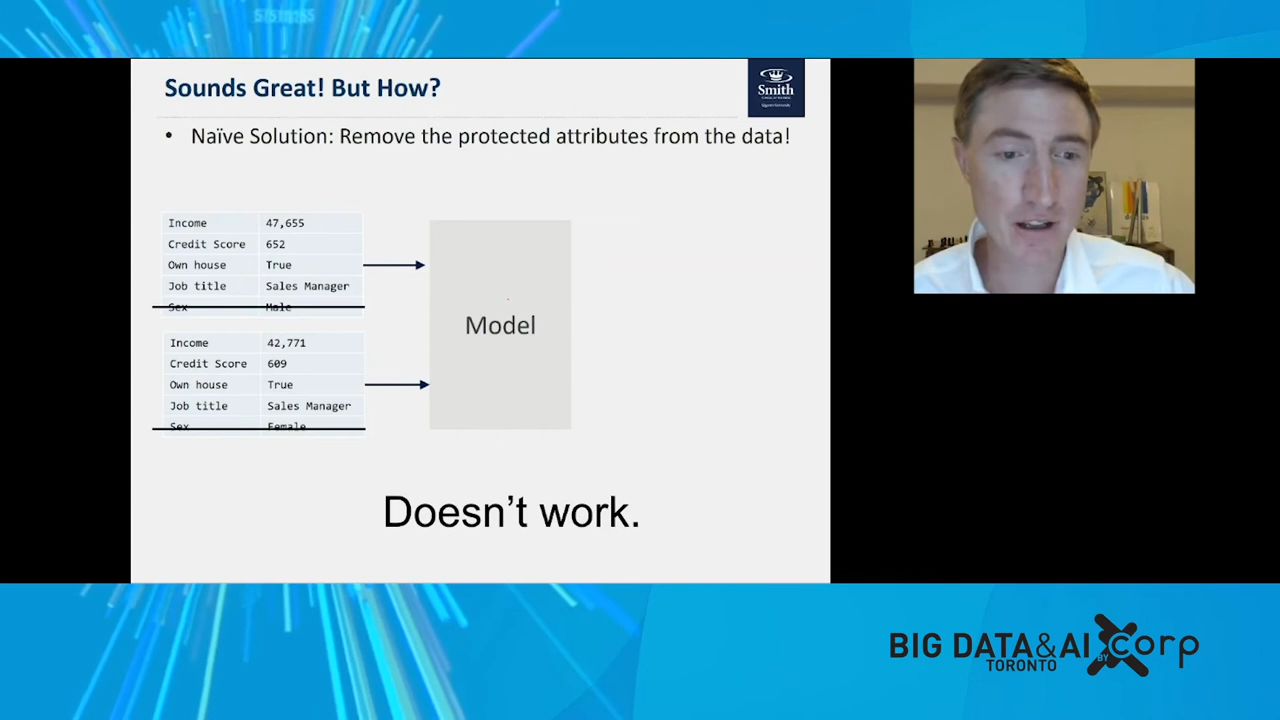 57511255
Sounds Great! But How?
Smith
• Naïve Solution: Remove the protected attributes from the data!
Income 47,655
Credit Score 652
Own house True
Job title Sales Manager
Sex Male
Income 42,771
Credit Score 609
Own house True
Job title Sales Manager
Sex Female
Model
Doesn't work.
BIG DATA&AI BY corp
TORONTO